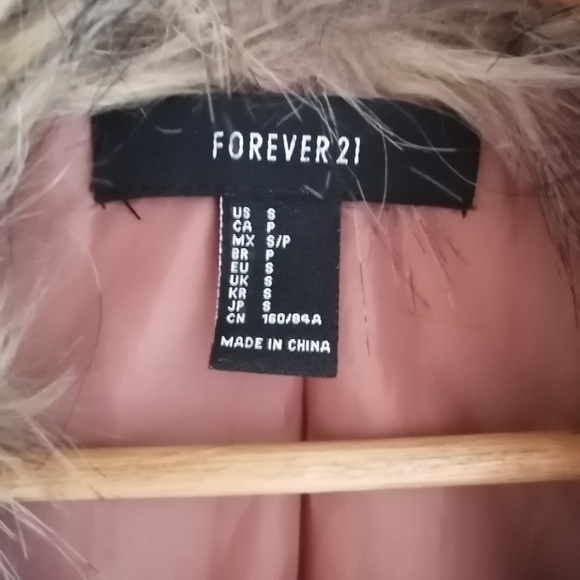 FOREVER 21
US S
CA P
MX S/P
BR P
EU S
UK S
KR S
JP S
CN 160/84A
MADE IN CHINA